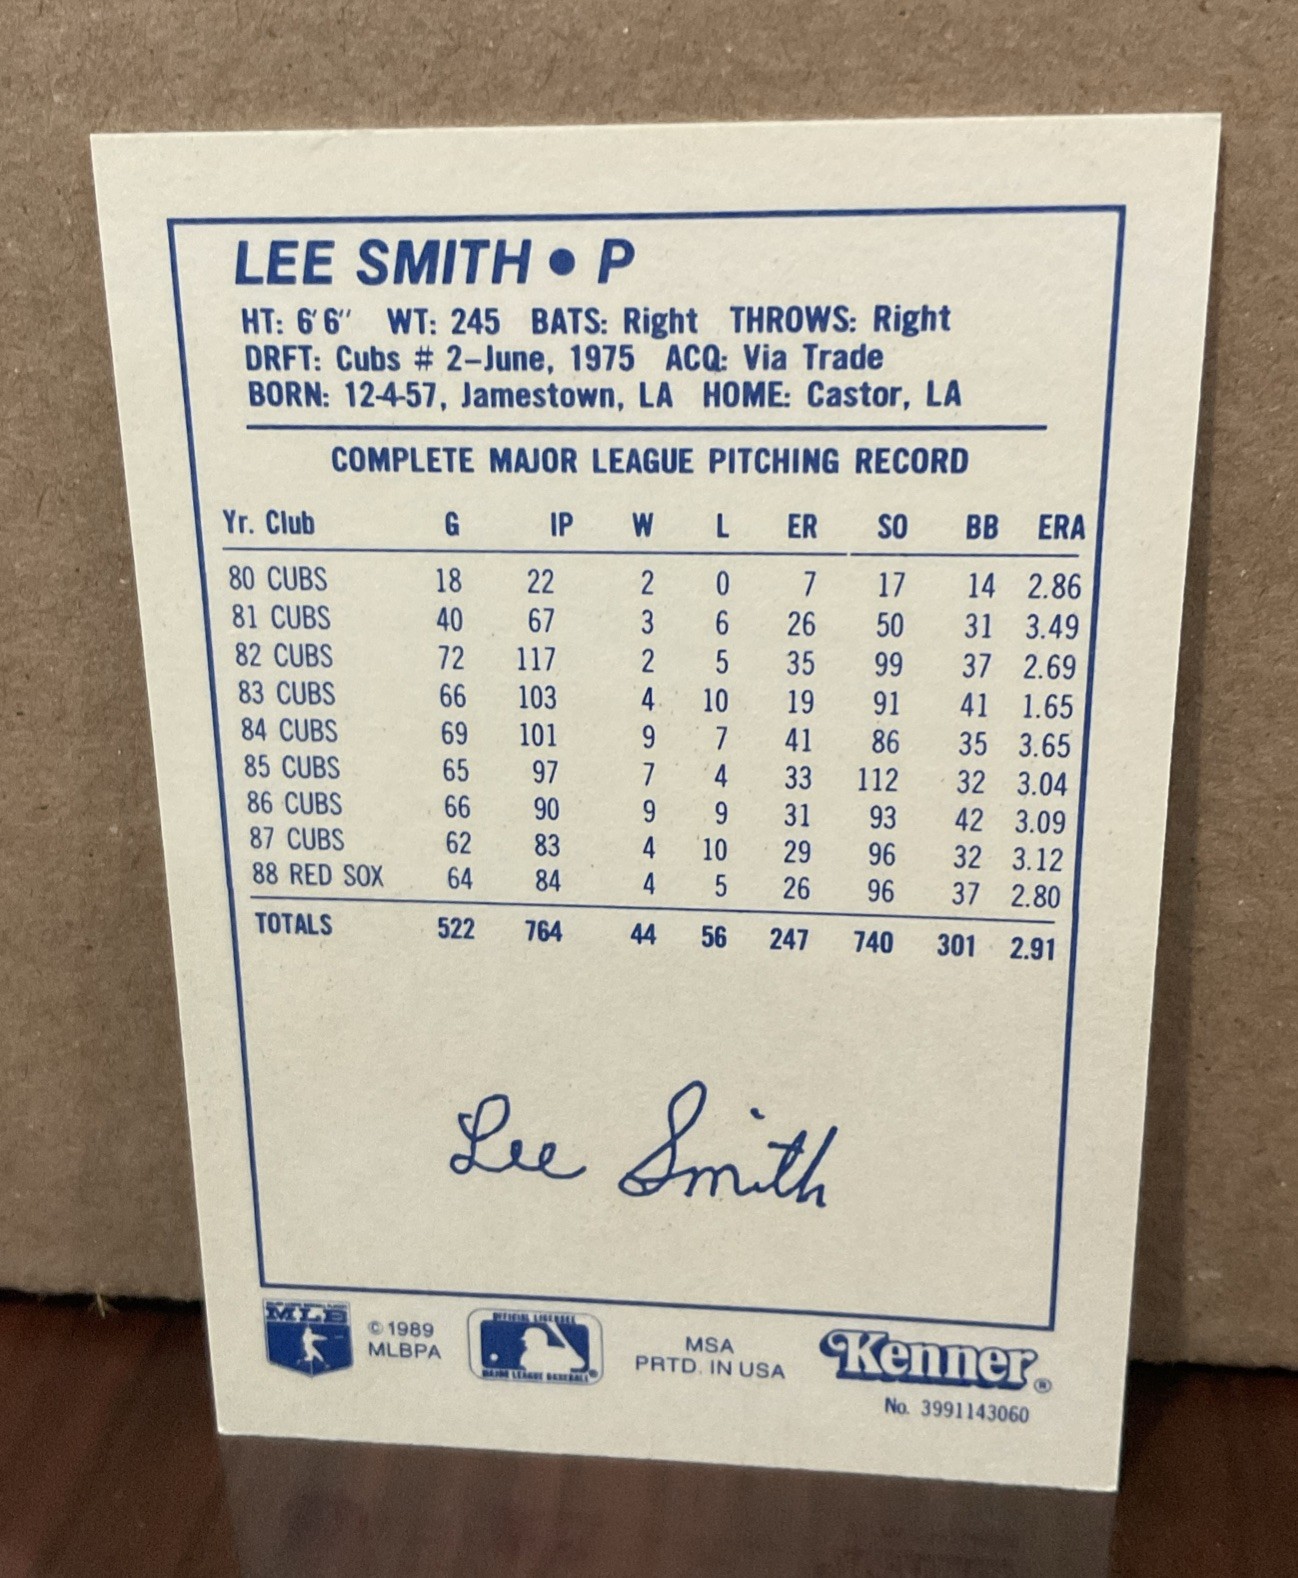 LEE SMITH • P
HT: 6'6" WT: 245 BATS: Right THROWS: Right
DRFT: Cubs # 2–June, 1975 ACQ: Via Trade
BORN: 12-4-57, Jamestown, LA HOME: Castor, LA
COMPLETE MAJOR LEAGUE PITCHING RECORD
Yr. Club G IP W L ER SO BB ERA
80 CUBS 18 22 2 0 7 17 14 2.86
81 CUBS 40 67 3 6 26 50 31 3.49
82 CUBS 72 117 2 5 35 99 37 2.69
83 CUBS 66 103 4 10 19 91 41 1.65
84 CUBS 69 101 9 7 41 86 35 3.65
85 CUBS 65 97 7 4 33 112 32 3.04
86 CUBS 66 90 9 9 31 93 42 3.09
87 CUBS 62 83 4 10 29 96 32 3.12
88 RED SOX 64 84 4 5 26 96 37 2.80
TOTALS 522 764 44 56 247 740 301 2.91
Lee Smith
MLB
© 1989
MLBPA
OFFICIAL LICENSEE
MAJOR LEAGUE BASEBALL®
MSA
PRTD. IN USA
Kenner®
No. 3991143060